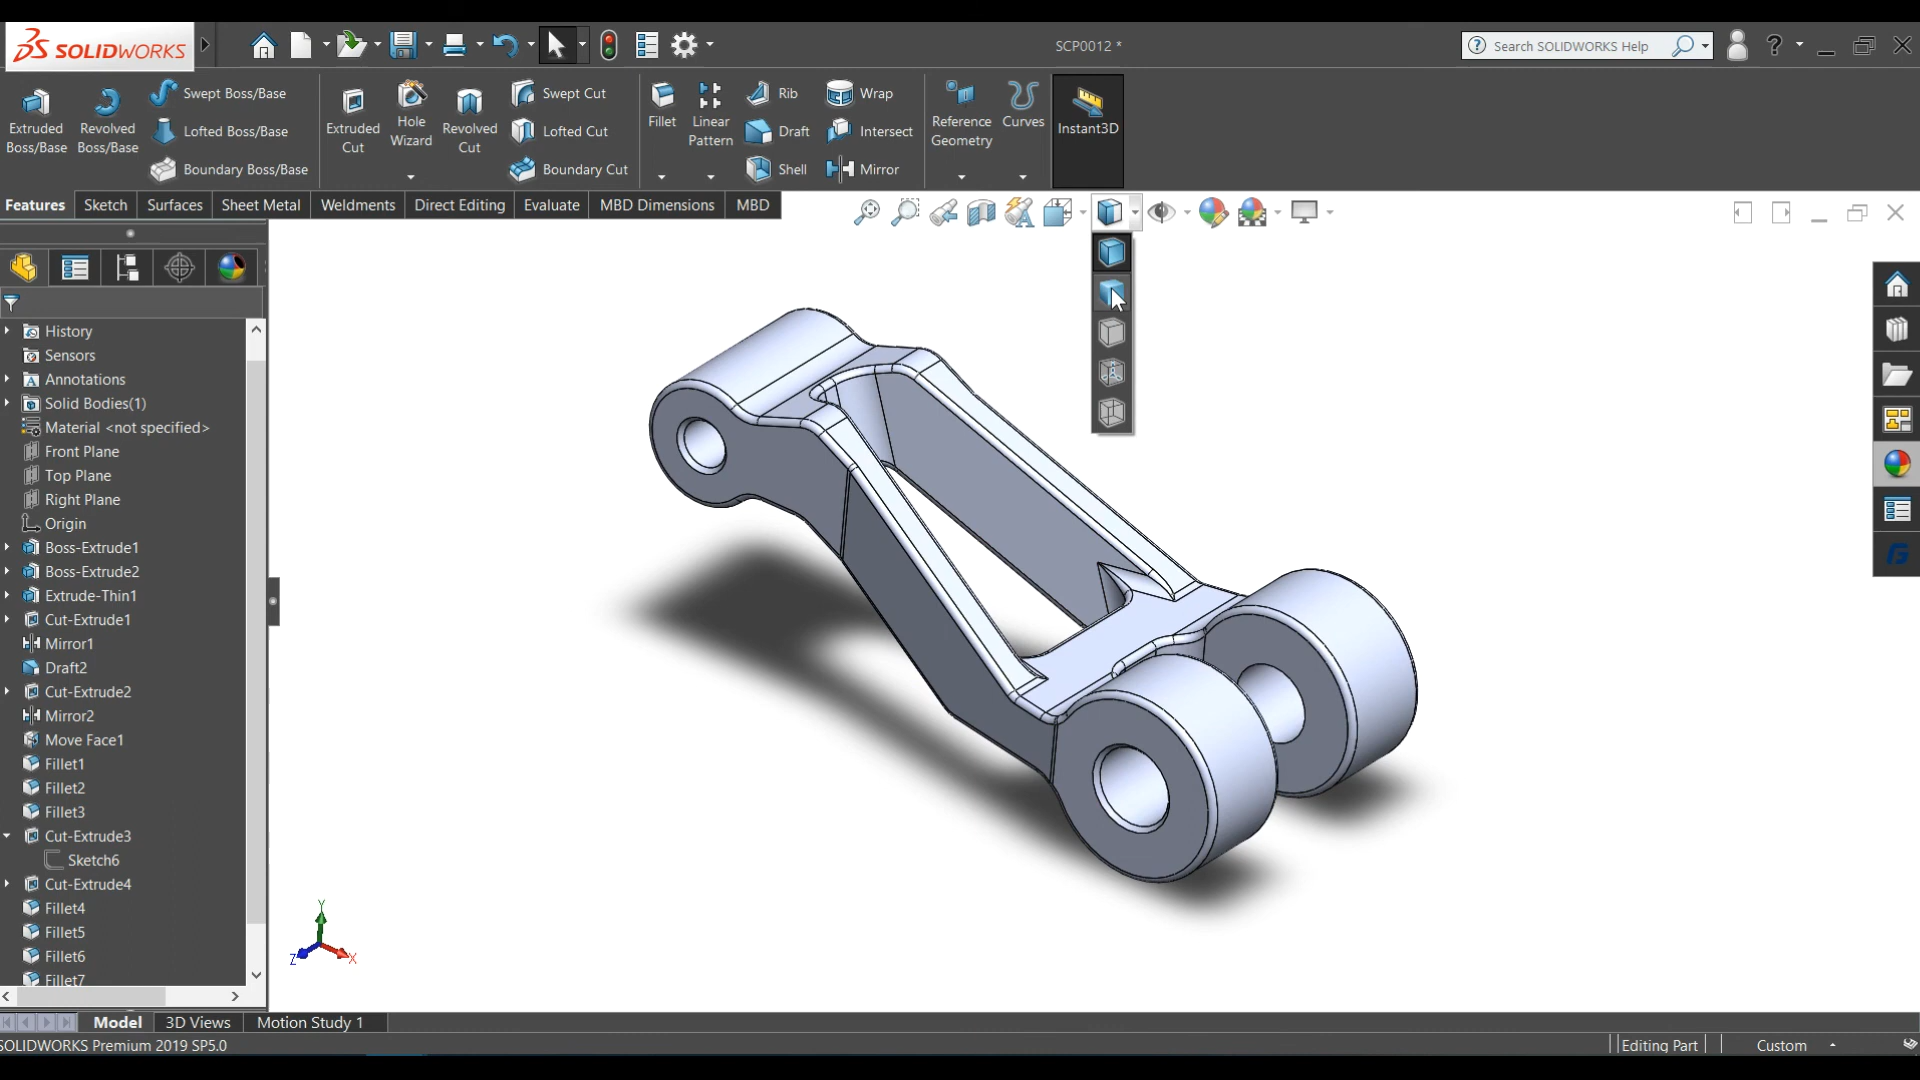 SOLIDWORKS
SCP0012 *
Search SOLIDWORKS Help
Extruded Boss/Base
Revolved Boss/Base
Swept Boss/Base
Lofted Boss/Base
Boundary Boss/Base
Extruded Cut
Hole Wizard
Revolved Cut
Swept Cut
Lofted Cut
Boundary Cut
Fillet
Linear Pattern
Rib
Draft
Shell
Wrap
Intersect
Mirror
Reference Geometry
Curves
Instant3D
Features Sketch Surfaces Sheet Metal Weldments Direct Editing Evaluate MBD Dimensions MBD
History
Sensors
Annotations
Solid Bodies(1)
Material <not specified>
Front Plane
Top Plane
Right Plane
Origin
Boss-Extrude1
Boss-Extrude2
Extrude-Thin1
Cut-Extrude1
Mirror1
Draft2
Cut-Extrude2
Mirror2
Move Face1
Fillet1
Fillet2
Fillet3
Cut-Extrude3
Sketch6
Cut-Extrude4
Fillet4
Fillet5
Fillet6
Fillet7
Y
Z
X
Model 3D Views Motion Study 1
SOLIDWORKS Premium 2019 SP5.0
Editing Part
Custom